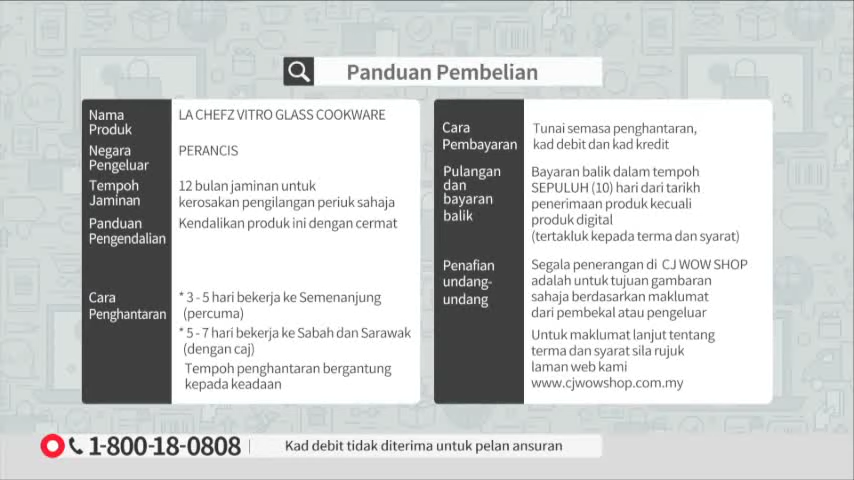 Panduan Pembelian
Nama
Produk
LA CHEFZ VITRO GLASS COOKWARE
Negara
Pengeluar
PERANCIS
Tempoh
Jaminan
12 bulan jaminan untuk
kerosakan pengilangan periuk sahaja
Panduan
Pengendalian
Kendalikan produk ini dengan cermat
Cara
Penghantaran
* 3 - 5 hari bekerja ke Semenanjung
(percuma)
* 5 - 7 hari bekerja ke Sabah dan Sarawak
(dengan caj)
Tempoh penghantaran bergantung
kepada keadaan
Cara
Pembayaran
Tunai semasa penghantaran,
kad debit dan kad kredit
Pulangan
dan
bayaran
balik
Bayaran balik dalam tempoh
SEPULUH (10) hari dari tarikh
penerimaan produk kecuali
produk digital
(tertakluk kepada terma dan syarat)
Penafian
undang-
undang
Segala penerangan di CJ WOW SHOP
adalah untuk tujuan gambaran
sahaja berdasarkan maklumat
dari pembekal atau pengeluar
Untuk maklumat lanjut tentang
terma dan syarat sila rujuk
laman web kami
www.cjwowshop.com.my
1-800-18-0808
Kad debit tidak diterima untuk pelan ansuran